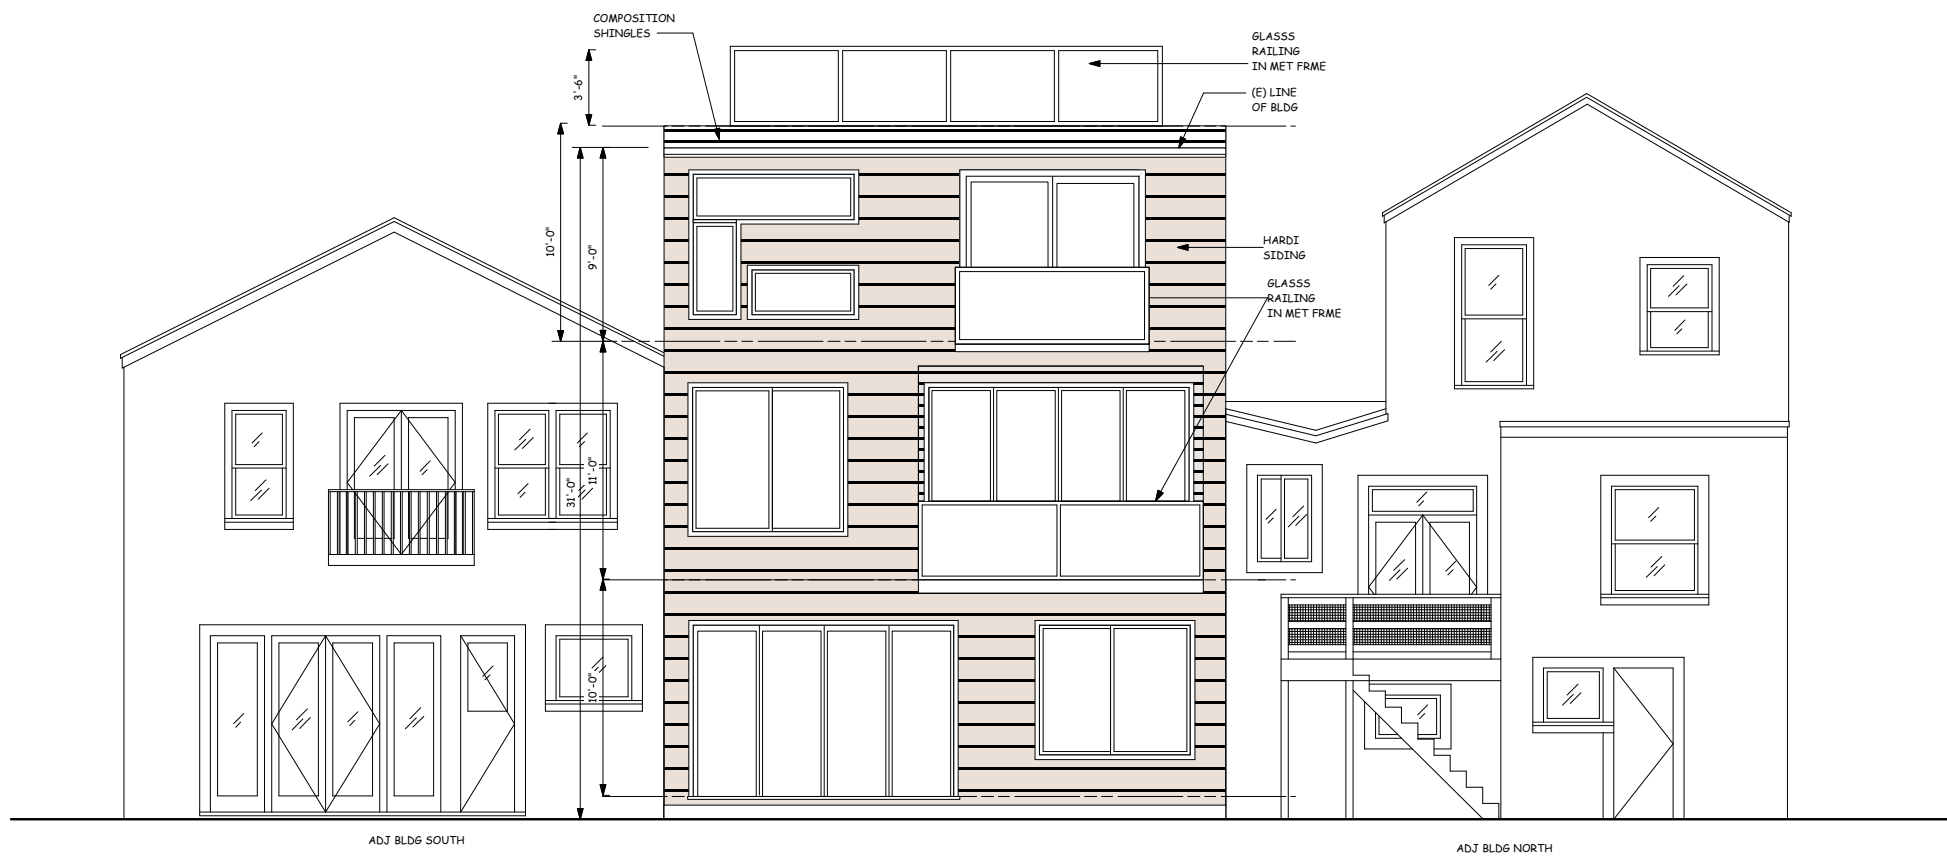 COMPOSITION
SHINGLES
GLASSS
RAILING
IN MET FRME
3'-6"
(E) LINE
OF BLDG
10'-0"
9'-0"
HARDI
SIDING
GLASSS
RAILING
IN MET FRME
11'-0"
31'-0"
10'-0"
ADJ BLDG SOUTH
ADJ BLDG NORTH